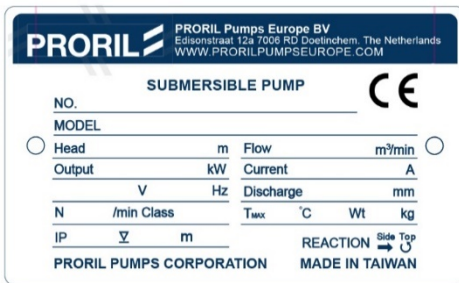 PRORIL
PRORIL Pumps Europe BV
Edisonstraat 12a 7006 RD Doetinchem. The Netherlands
WWW.PRORILPUMPSEUROPE.COM
SUBMERSIBLE PUMP
CE
NO.
MODEL
Head m Flow m³/min
Output kW Current A
V Hz Discharge mm
N /min Class TMAX °C Wt kg
IP m REACTION Side Top
PRORIL PUMPS CORPORATION MADE IN TAIWAN